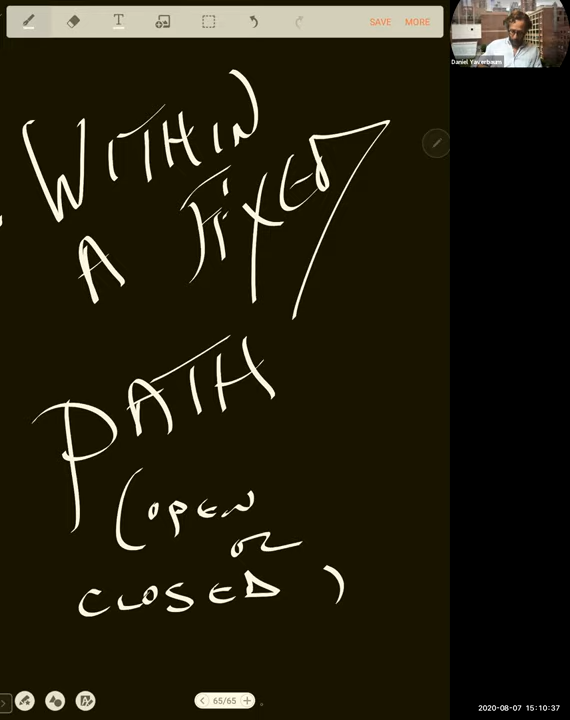 SAVE MORE
Daniel Yaverbaum
WITHIN
A FIXED
PATH
(OPEN
OR
CLOSED)
65/65
2020-08-07 15:10:37